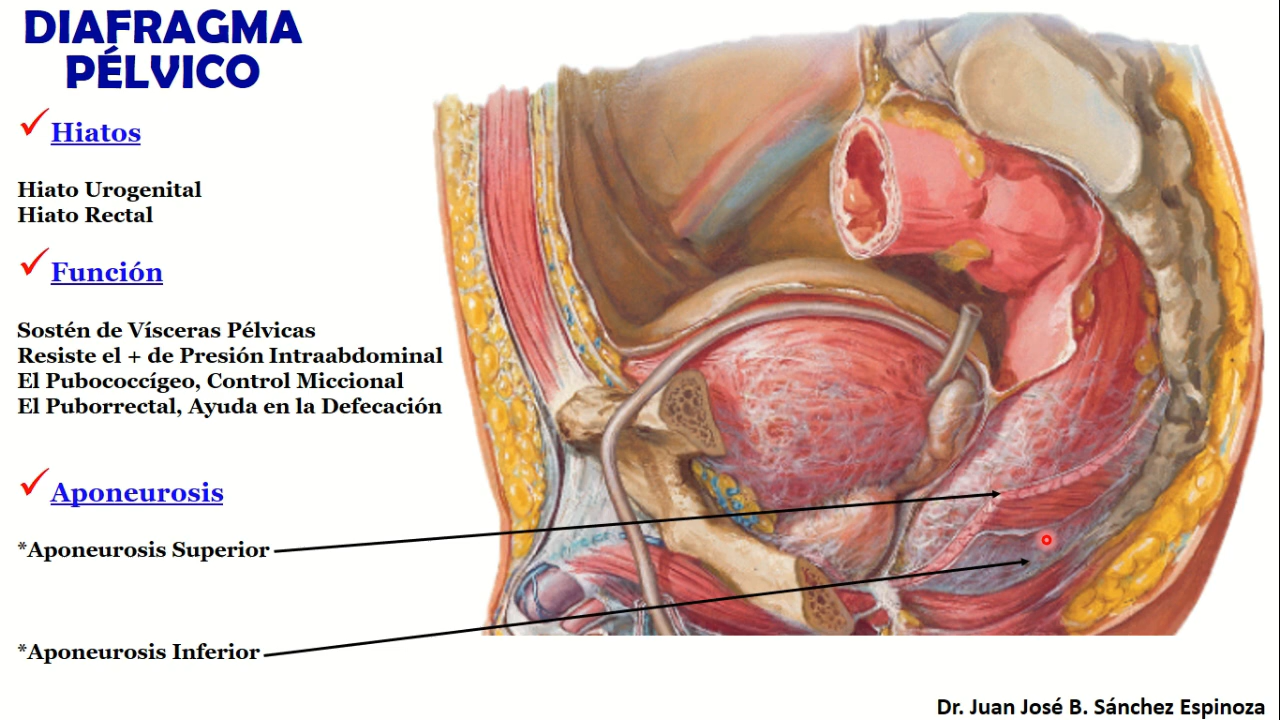 DIAFRAGMA
PÉLVICO
Hiatos
Hiato Urogenital
Hiato Rectal
Función
Sostén de Vísceras Pélvicas
Resiste el + de Presión Intraabdominal
El Pubococcígeo, Control Miccional
El Puborrectal, Ayuda en la Defecación
Aponeurosis
*Aponeurosis Superior
*Aponeurosis Inferior
Dr. Juan José B. Sánchez Espinoza